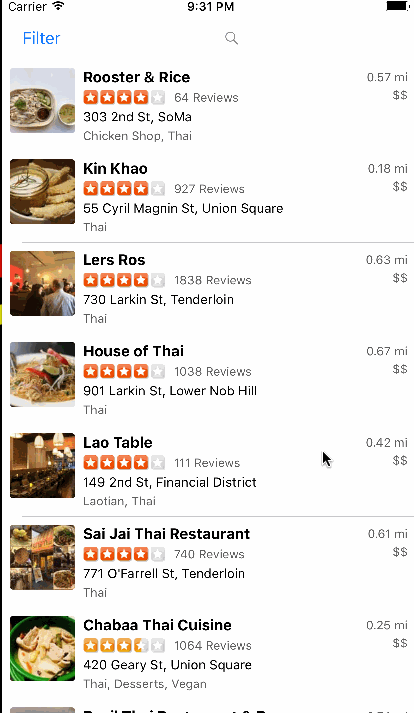 Carrier 9:31 PM
Filter
Rooster & Rice 0.57 mi
64 Reviews $$
303 2nd St, SoMa
Chicken Shop, Thai
Kin Khao 0.18 mi
927 Reviews $$
55 Cyril Magnin St, Union Square
Thai
Lers Ros 0.63 mi
1838 Reviews $$
730 Larkin St, Tenderloin
Thai
House of Thai 0.67 mi
1038 Reviews $$
901 Larkin St, Lower Nob Hill
Thai
Lao Table 0.42 mi
111 Reviews $$
149 2nd St, Financial District
Laotian, Thai
Sai Jai Thai Restaurant 0.61 mi
740 Reviews $$
771 O'Farrell St, Tenderloin
Thai
Chabaa Thai Cuisine 0.25 mi
1064 Reviews $$
420 Geary St, Union Square
Thai, Desserts, Vegan